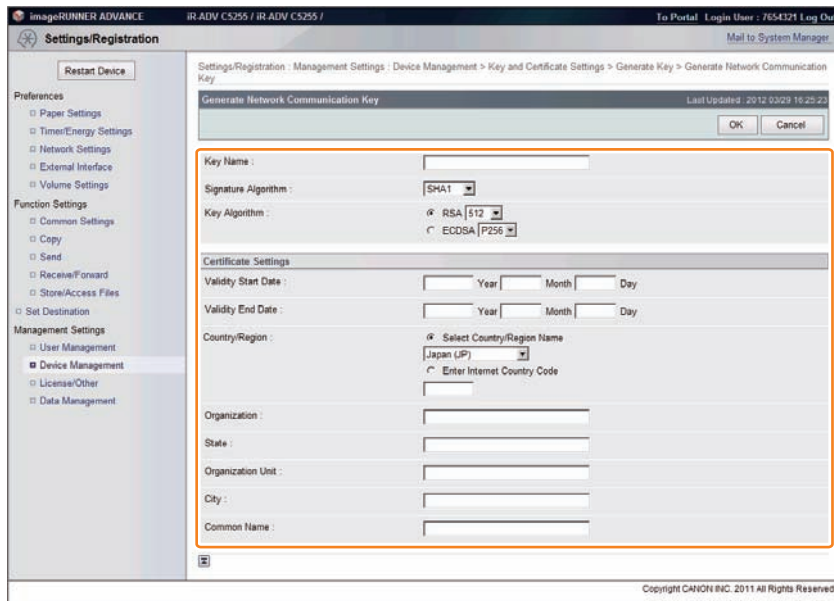 imageRUNNER ADVANCE iR-ADV C5255 / iR-ADV C5255 / To Portal Login User : 7654321 Log Ou
Settings/Registration Mail to System Manager
Restart Device
Preferences
Paper Settings
Timer/Energy Settings
Network Settings
External Interface
Volume Settings
Function Settings
Common Settings
Copy
Send
Receive/Forward
Store/Access Files
Set Destination
Management Settings
User Management
Device Management
License/Other
Data Management
Settings/Registration : Management Settings : Device Management > Key and Certificate Settings > Generate Key > Generate Network Communication
Key
Generate Network Communication Key Last Updated : 2012 03/29 16:25:23
OK Cancel
Key Name :
Signature Algorithm : SHA1
Key Algorithm : RSA 512
ECDSA P256
Certificate Settings
Validity Start Date : Year Month Day
Validity End Date : Year Month Day
Country/Region : Select Country/Region Name
Japan (JP)
Enter Internet Country Code
Organization :
State :
Organization Unit :
City :
Common Name :
Copyright CANON INC. 2011 All Rights Reserved